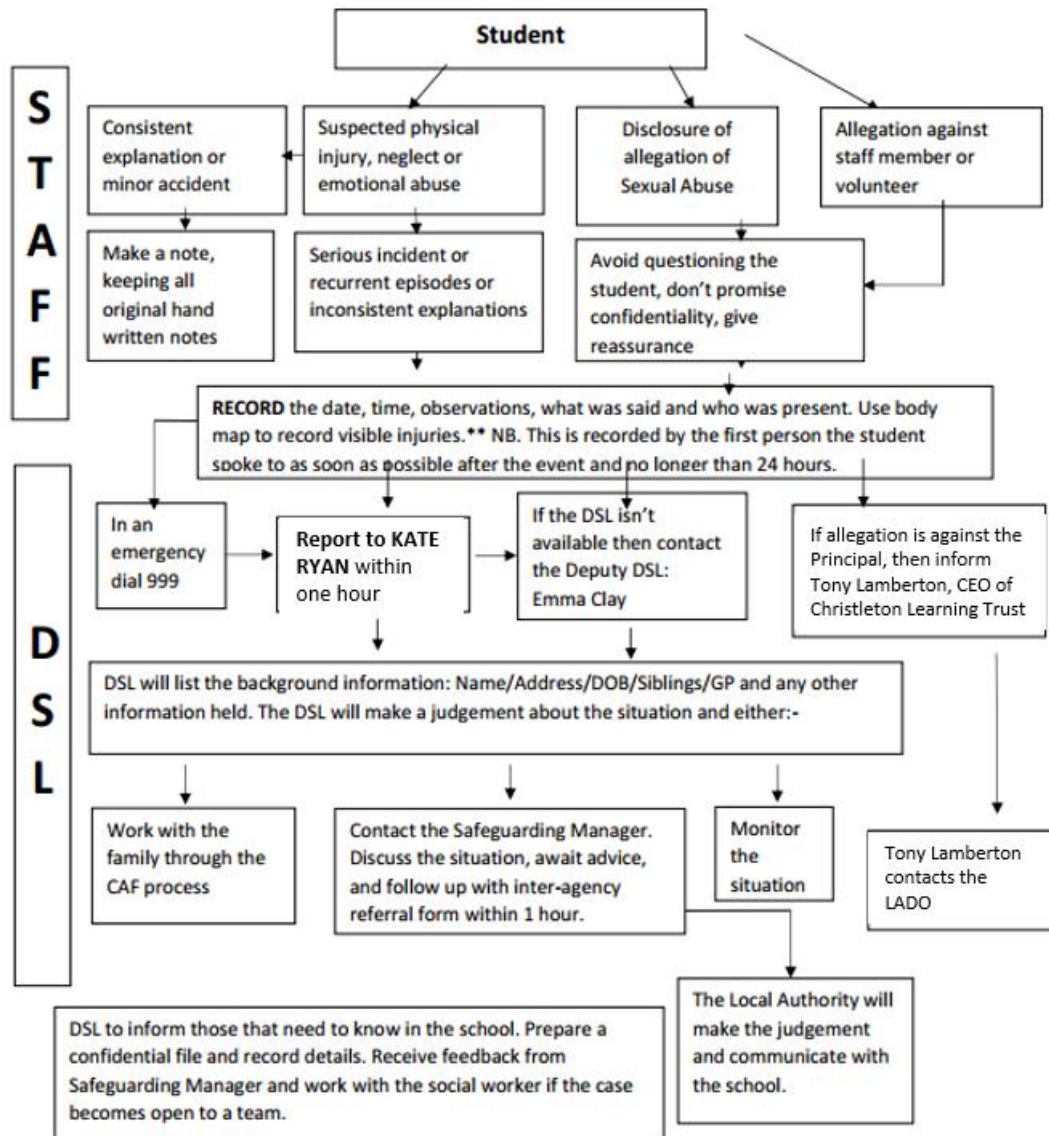 Student
S
T
A
F
F
Consistent
explanation or
minor accident
Suspected physical
injury, neglect or
emotional abuse
Disclosure of
allegation of
Sexual Abuse
Allegation against
staff member or
volunteer
Make a note,
keeping all
original hand
written notes
Serious incident or
recurrent episodes or
inconsistent explanations
Avoid questioning the
student, don't promise
confidentiality, give
reassurance
RECORD the date, time, observations, what was said and who was present. Use body
map to record visible injuries.** NB. This is recorded by the first person the student
spoke to as soon as possible after the event and no longer than 24 hours.
D
S
L
In an
emergency
dial 999
Report to KATE
RYAN within
one hour
If the DSL isn't
available then contact
the Deputy DSL:
Emma Clay
If allegation is against the
Principal, then inform
Tony Lamberton, CEO of
Christleton Learning Trust
DSL will list the background information: Name/Address/DOB/Siblings/GP and any other
information held. The DSL will make a judgement about the situation and either:-
Work with the
family through the
CAF process
Contact the Safeguarding Manager.
Discuss the situation, await advice,
and follow up with inter-agency
referral form within 1 hour.
Monitor
the
situation
Tony Lamberton
contacts the
LADO
The Local Authority will
make the judgement
and communicate with
the school.
DSL to inform those that need to know in the school. Prepare a
confidential file and record details. Receive feedback from
Safeguarding Manager and work with the social worker if the case
becomes open to a team.